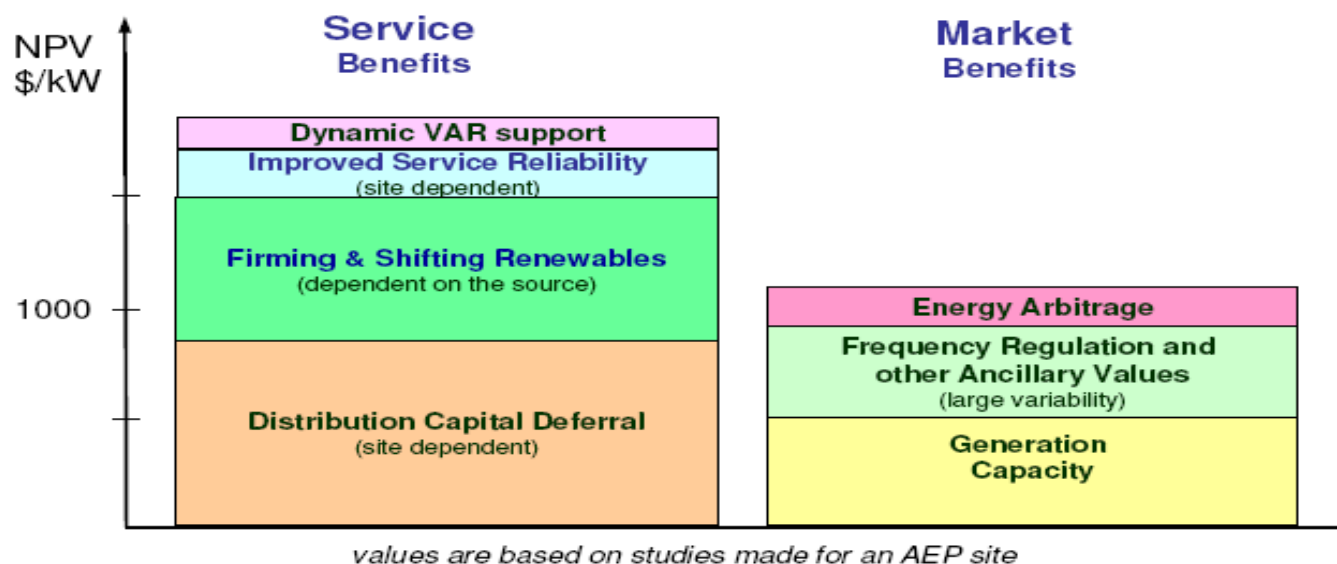 NPV
$/kW
Service
Benefits
Market
Benefits
Dynamic VAR support
Improved Service Reliability
(site dependent)
Firming & Shifting Renewables
(dependent on the source)
1000
Distribution Capital Deferral
(site dependent)
Energy Arbitrage
Frequency Regulation and
other Ancillary Values
(large variability)
Generation
Capacity
values are based on studies made for an AEP site